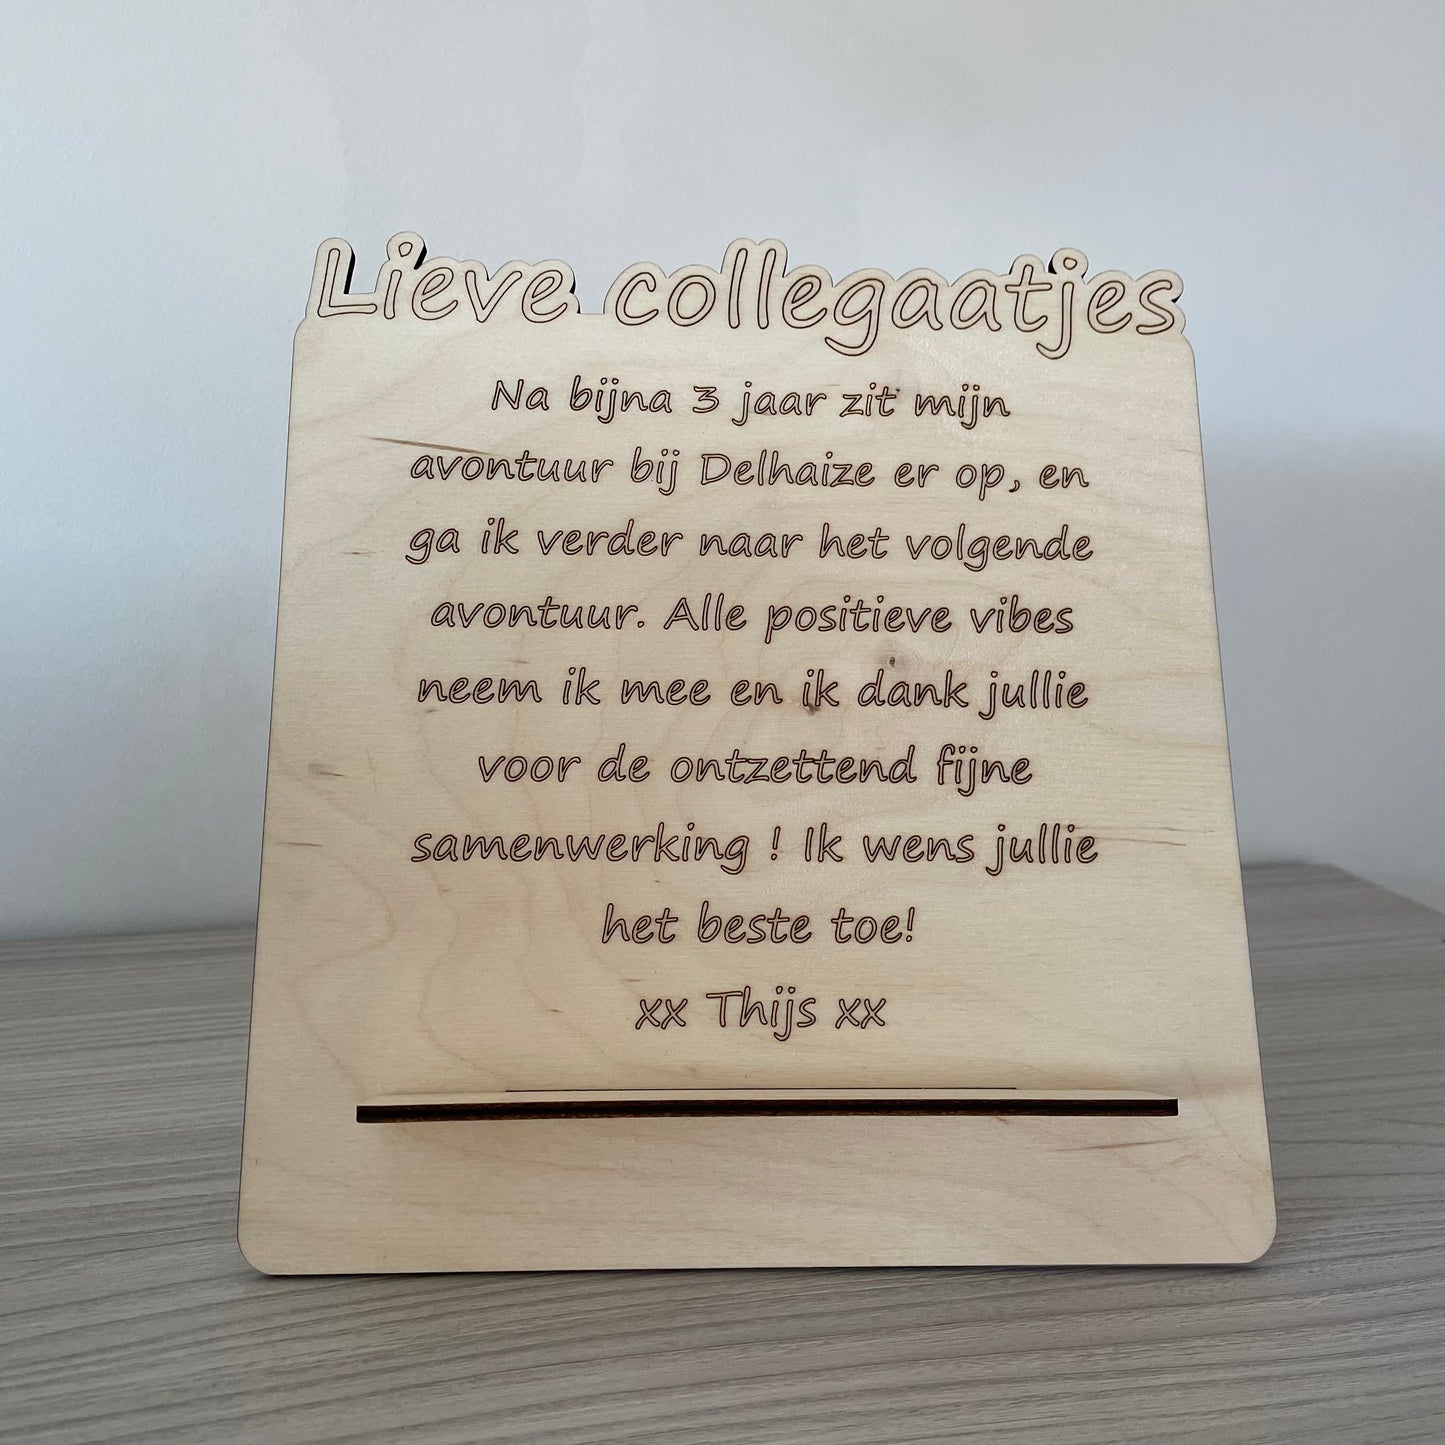 Lieve collegaatjes
Na bijna 3 jaar zit mijn
avontuur bij Delhaize er op, en
ga ik verder naar het volgende
avontuur. Alle positieve vibes
neem ik mee en ik dank jullie
voor de ontzettend fijne
samenwerking ! Ik wens jullie
het beste toe!
xx Thijs xx